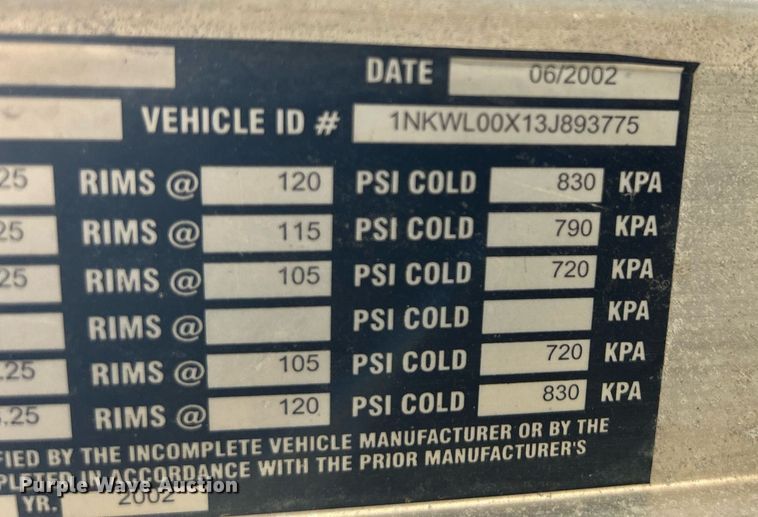 DATE 06/2002
VEHICLE ID # 1NKWL00X13J893775
25 RIMS @ 120 PSI COLD 830 KPA
25 RIMS @ 115 PSI COLD 790 KPA
25 RIMS @ 105 PSI COLD 720 KPA
RIMS @ PSI COLD KPA
.25 RIMS @ 105 PSI COLD 720 KPA
.25 RIMS @ 120 PSI COLD 830 KPA
FIED BY THE INCOMPLETE VEHICLE MANUFACTURER OR BY THE
PLETED IN ACCORDANCE WITH THE PRIOR MANUFACTURER'S
YR. 2002
Purple Wave Auction